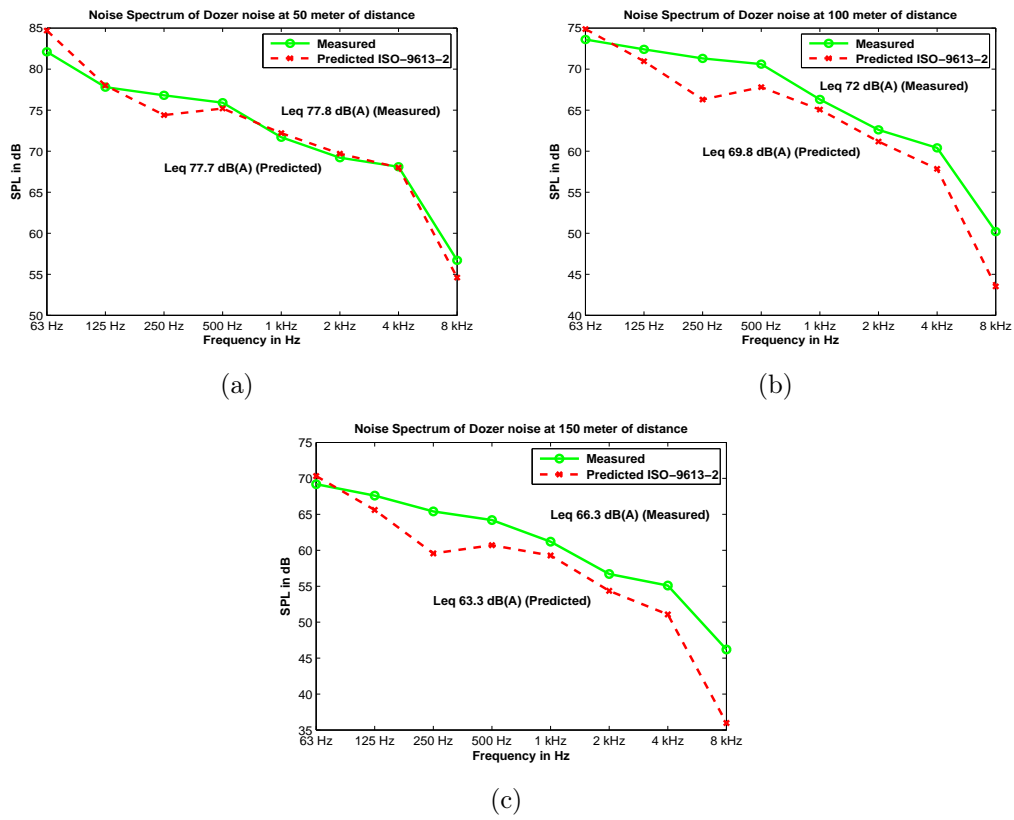 Noise Spectrum of Dozer noise at 50 meter of distance
85
80
75
70
65
60
55
50
SPL in dB
Measured
Predicted ISO−9613−2
Leq 77.8 dB(A) (Measured)
Leq 77.7 dB(A) (Predicted)
63 Hz 125 Hz 250 Hz 500 Hz 1 kHz 2 kHz 4 kHz 8 kHz
Frequency in Hz
(a)
Noise Spectrum of Dozer noise at 100 meter of distance
75
70
65
60
55
50
45
40
SPL in dB
Measured
Predicted ISO−9613−2
Leq 72 dB(A) (Measured)
Leq 69.8 dB(A) (Predicted)
63 Hz 125 Hz 250 Hz 500 Hz 1 kHz 2 kHz 4 kHz 8 kHz
Frequency in Hz
(b)
Noise Spectrum of Dozer noise at 150 meter of distance
75
70
65
60
55
50
45
40
35
SPL in dB
Measured
Predicted ISO−9613−2
Leq 66.3 dB(A) (Measured)
Leq 63.3 dB(A) (Predicted)
63 Hz 125 Hz 250 Hz 500 Hz 1 kHz 2 kHz 4 kHz 8 kHz
Frequency in Hz
(c)